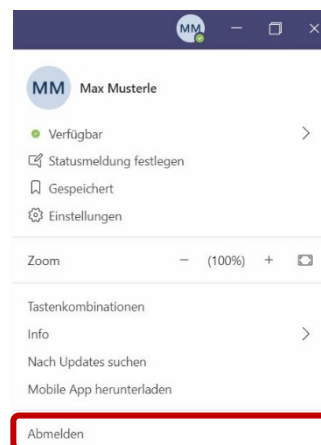 MM
MM Max Musterle
Verfügbar
Statusmeldung festlegen
Gespeichert
Einstellungen
Zoom − (100%) +
Tastenkombinationen
Info
Nach Updates suchen
Mobile App herunterladen
Abmelden